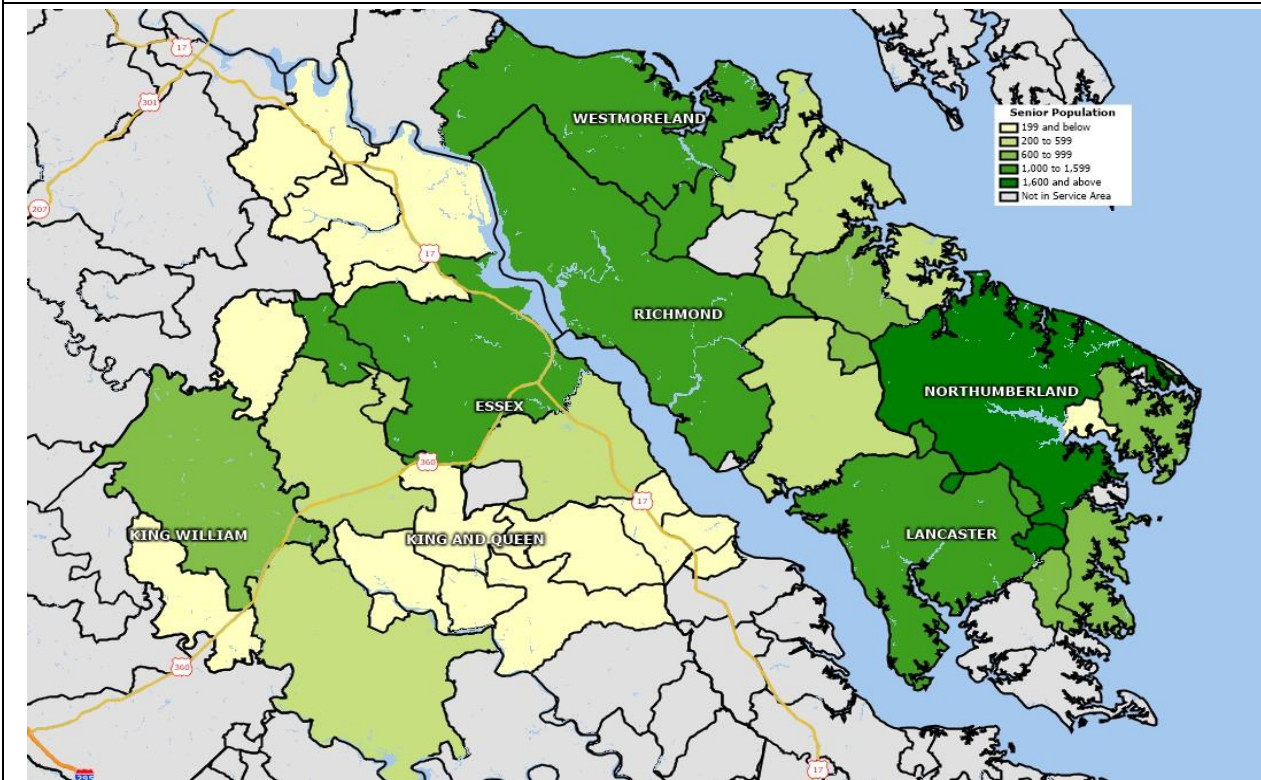 17
301
WESTMORELAND
Senior Population
199 and below
200 to 599
600 to 999
1,000 to 1,599
1,600 and above
Not in Service Area
207
17
RICHMOND
NORTHUMBERLAND
ESSEX
360
17
KING WILLIAM
KING AND QUEEN
LANCASTER
360
17
295